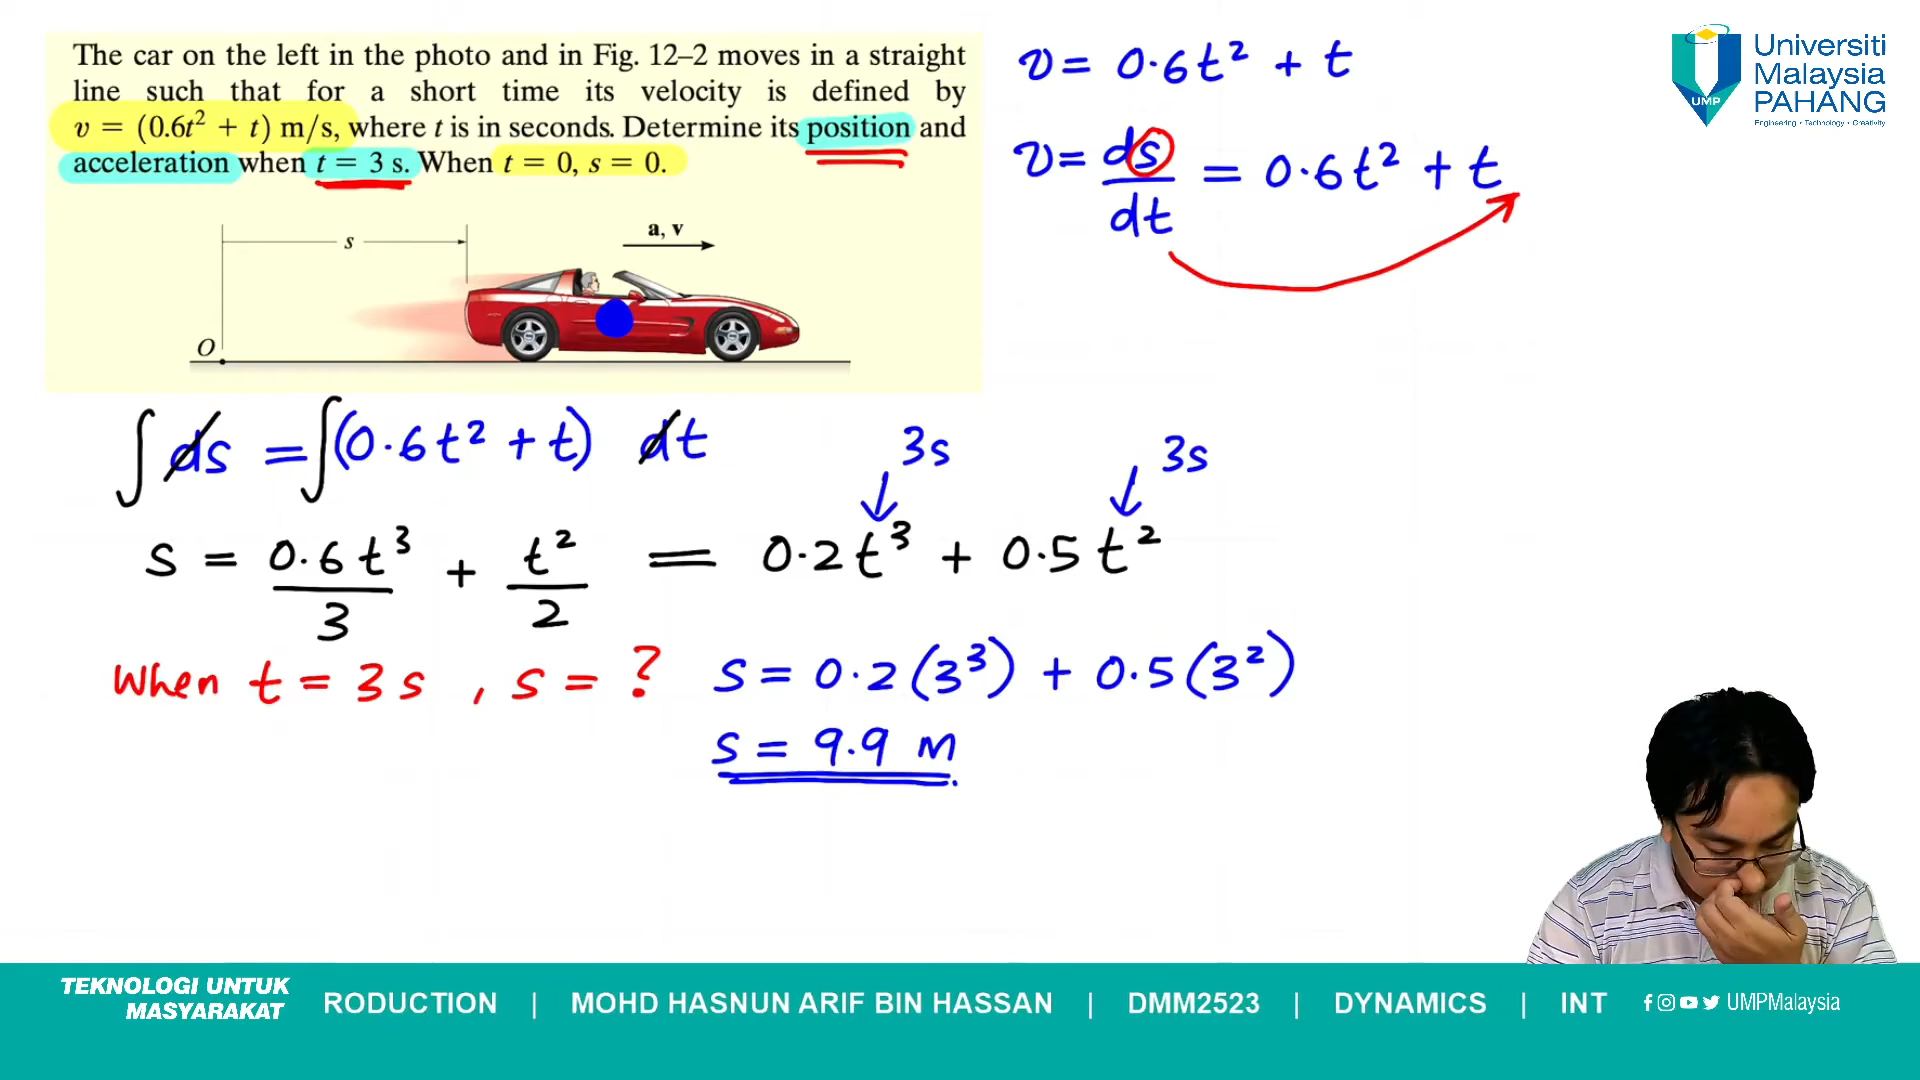 The car on the left in the photo and in Fig. 12–2 moves in a straight
line such that for a short time its velocity is defined by
v = (0.6t² + t) m/s, where t is in seconds. Determine its position and
acceleration when t = 3 s. When t = 0, s = 0.
s
a, v
O
v = 0.6t² + t
v = ds/dt = 0.6t² + t
Universiti
Malaysia
PAHANG
Engineering • Technology • Creativity
UMP
∫ ds = ∫(0.6t² + t) dt
3s
3s
s = 0.6t³/3 + t²/2 = 0.2t³ + 0.5t²
When t = 3s , s = ?
s = 0.2(3³) + 0.5(3²)
s = 9.9 m
TEKNOLOGI UNTUK
MASYARAKAT
RODUCTION | MOHD HASNUN ARIF BIN HASSAN | DMM2523 | DYNAMICS | INT
UMPMalaysia